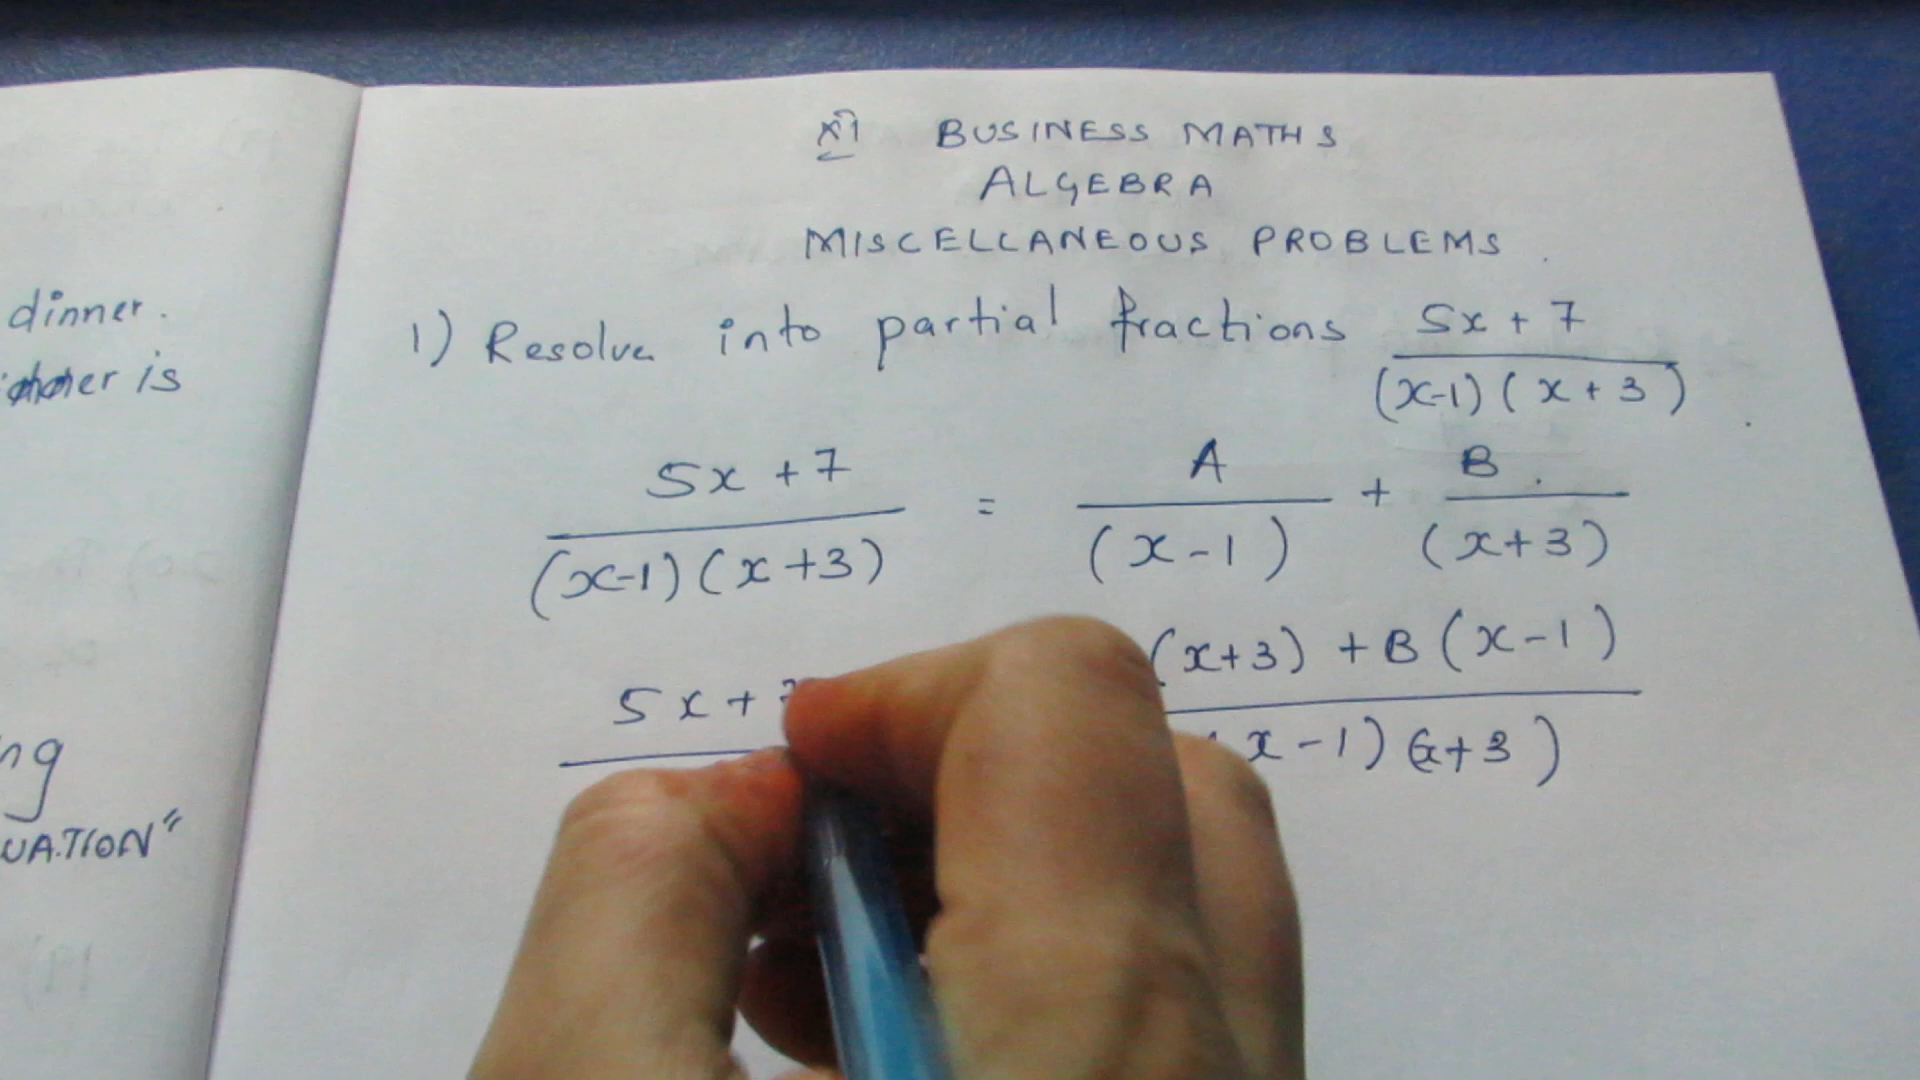 dinner.
er is
ng
UATION"
XI BUSINESS MATHS
ALGEBRA
MISCELLANEOUS PROBLEMS
1) Resolve into partial fractions 5x + 7
(x-1) (x + 3)
5x + 7 = A + B
(x-1) (x+3) (x-1) (x+3)
(x+3) + B (x-1)
5x +
x-1) (x+3)